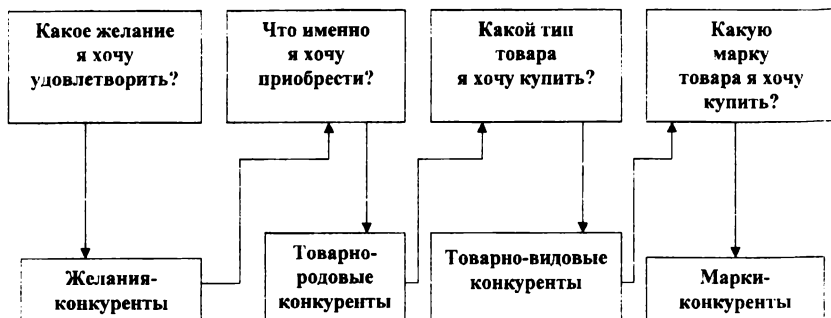 Какое желание
я хочу
удовлетворить?
Что именно
я хочу
приобрести?
Какой тип
товара
я хочу купить?
Какую
марку
товара я хочу
купить?
Желания-
конкуренты
Товарно-
родовые
конкуренты
Товарно-видовые
конкуренты
Марки-
конкуренты